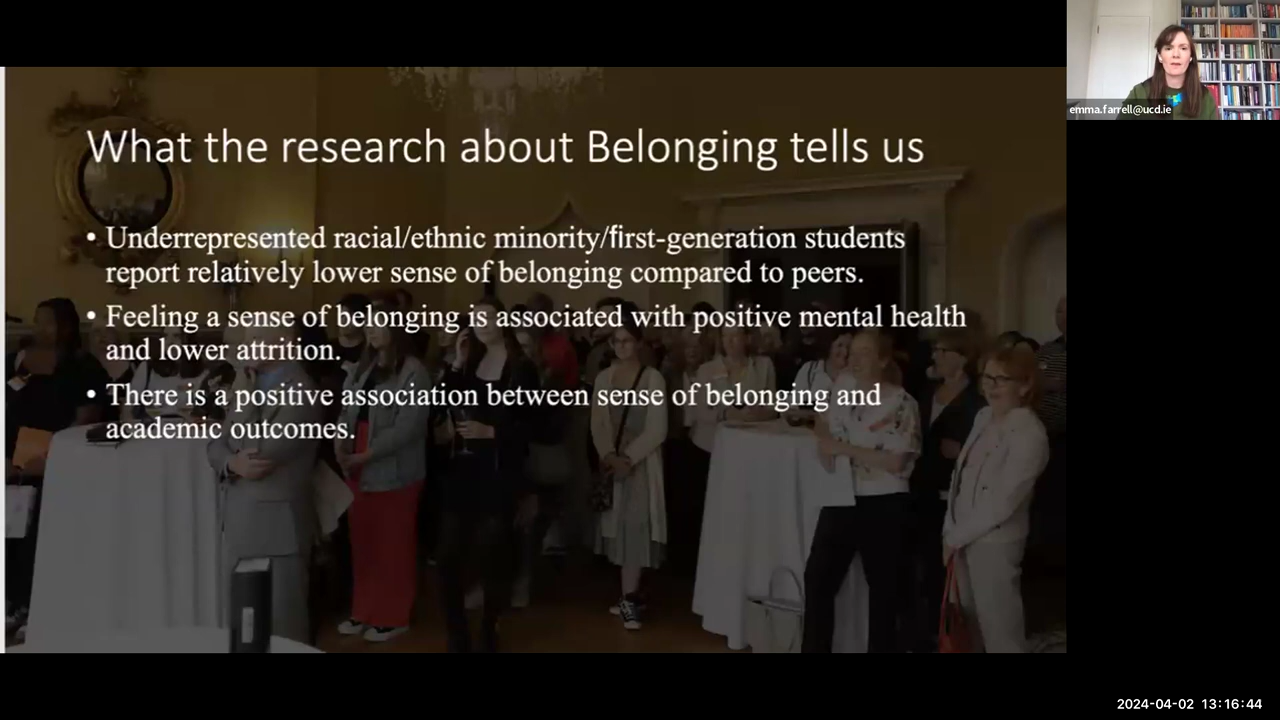 emma.farrell@ucd.ie
What the research about Belonging tells us
• Underrepresented racial/ethnic minority/first-generation students
report relatively lower sense of belonging compared to peers.
• Feeling a sense of belonging is associated with positive mental health
and lower attrition.
• There is a positive association between sense of belonging and
academic outcomes.
2024-04-02 13:16:44